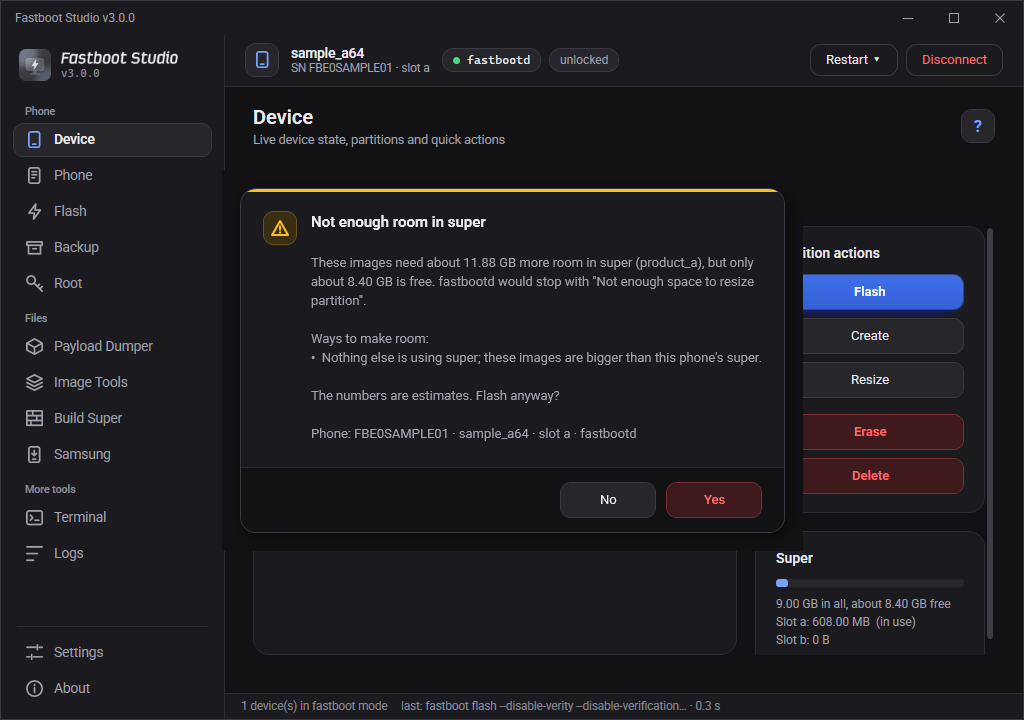 Fastboot Studio v3.0.0
Fastboot Studio
v3.0.0
Phone
Device
Phone
Flash
Backup
Root
Files
Payload Dumper
Image Tools
Build Super
Samsung
More tools
Terminal
Logs
Settings
About
sample_a64
SN FBE0SAMPLE01 · slot a
fastbootd
unlocked
Restart ▾
Disconnect
Device
Live device state, partitions and quick actions
?
Not enough room in super
These images need about 11.88 GB more room in super (product_a), but only
about 8.40 GB is free. fastbootd would stop with "Not enough space to resize
partition".
Ways to make room:
• Nothing else is using super; these images are bigger than this phone's super.
The numbers are estimates. Flash anyway?
Phone: FBE0SAMPLE01 · sample_a64 · slot a · fastbootd
No
Yes
ition actions
Flash
Create
Resize
Erase
Delete
Super
9.00 GB in all, about 8.40 GB free
Slot a: 608.00 MB (in use)
Slot b: 0 B
1 device(s) in fastboot mode
last: fastboot flash --disable-verity --disable-verification… · 0.3 s